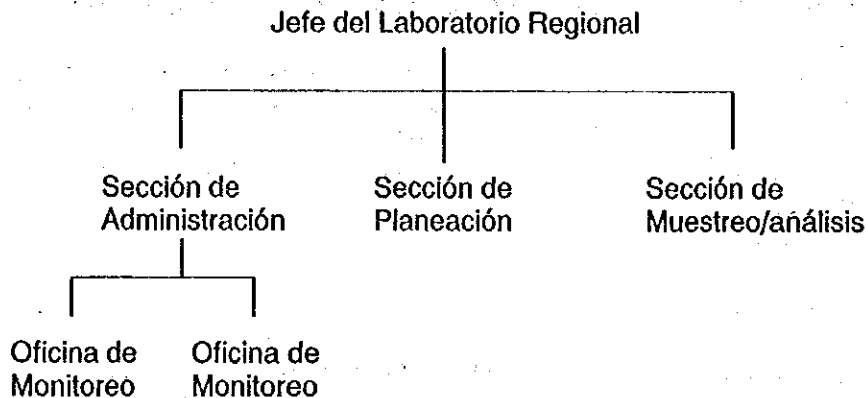 Jefe del Laboratorio Regional
Sección de
Administración
Sección de
Planeación
Sección de
Muestreo/análisis
Oficina de
Monitoreo
Oficina de
Monitoreo